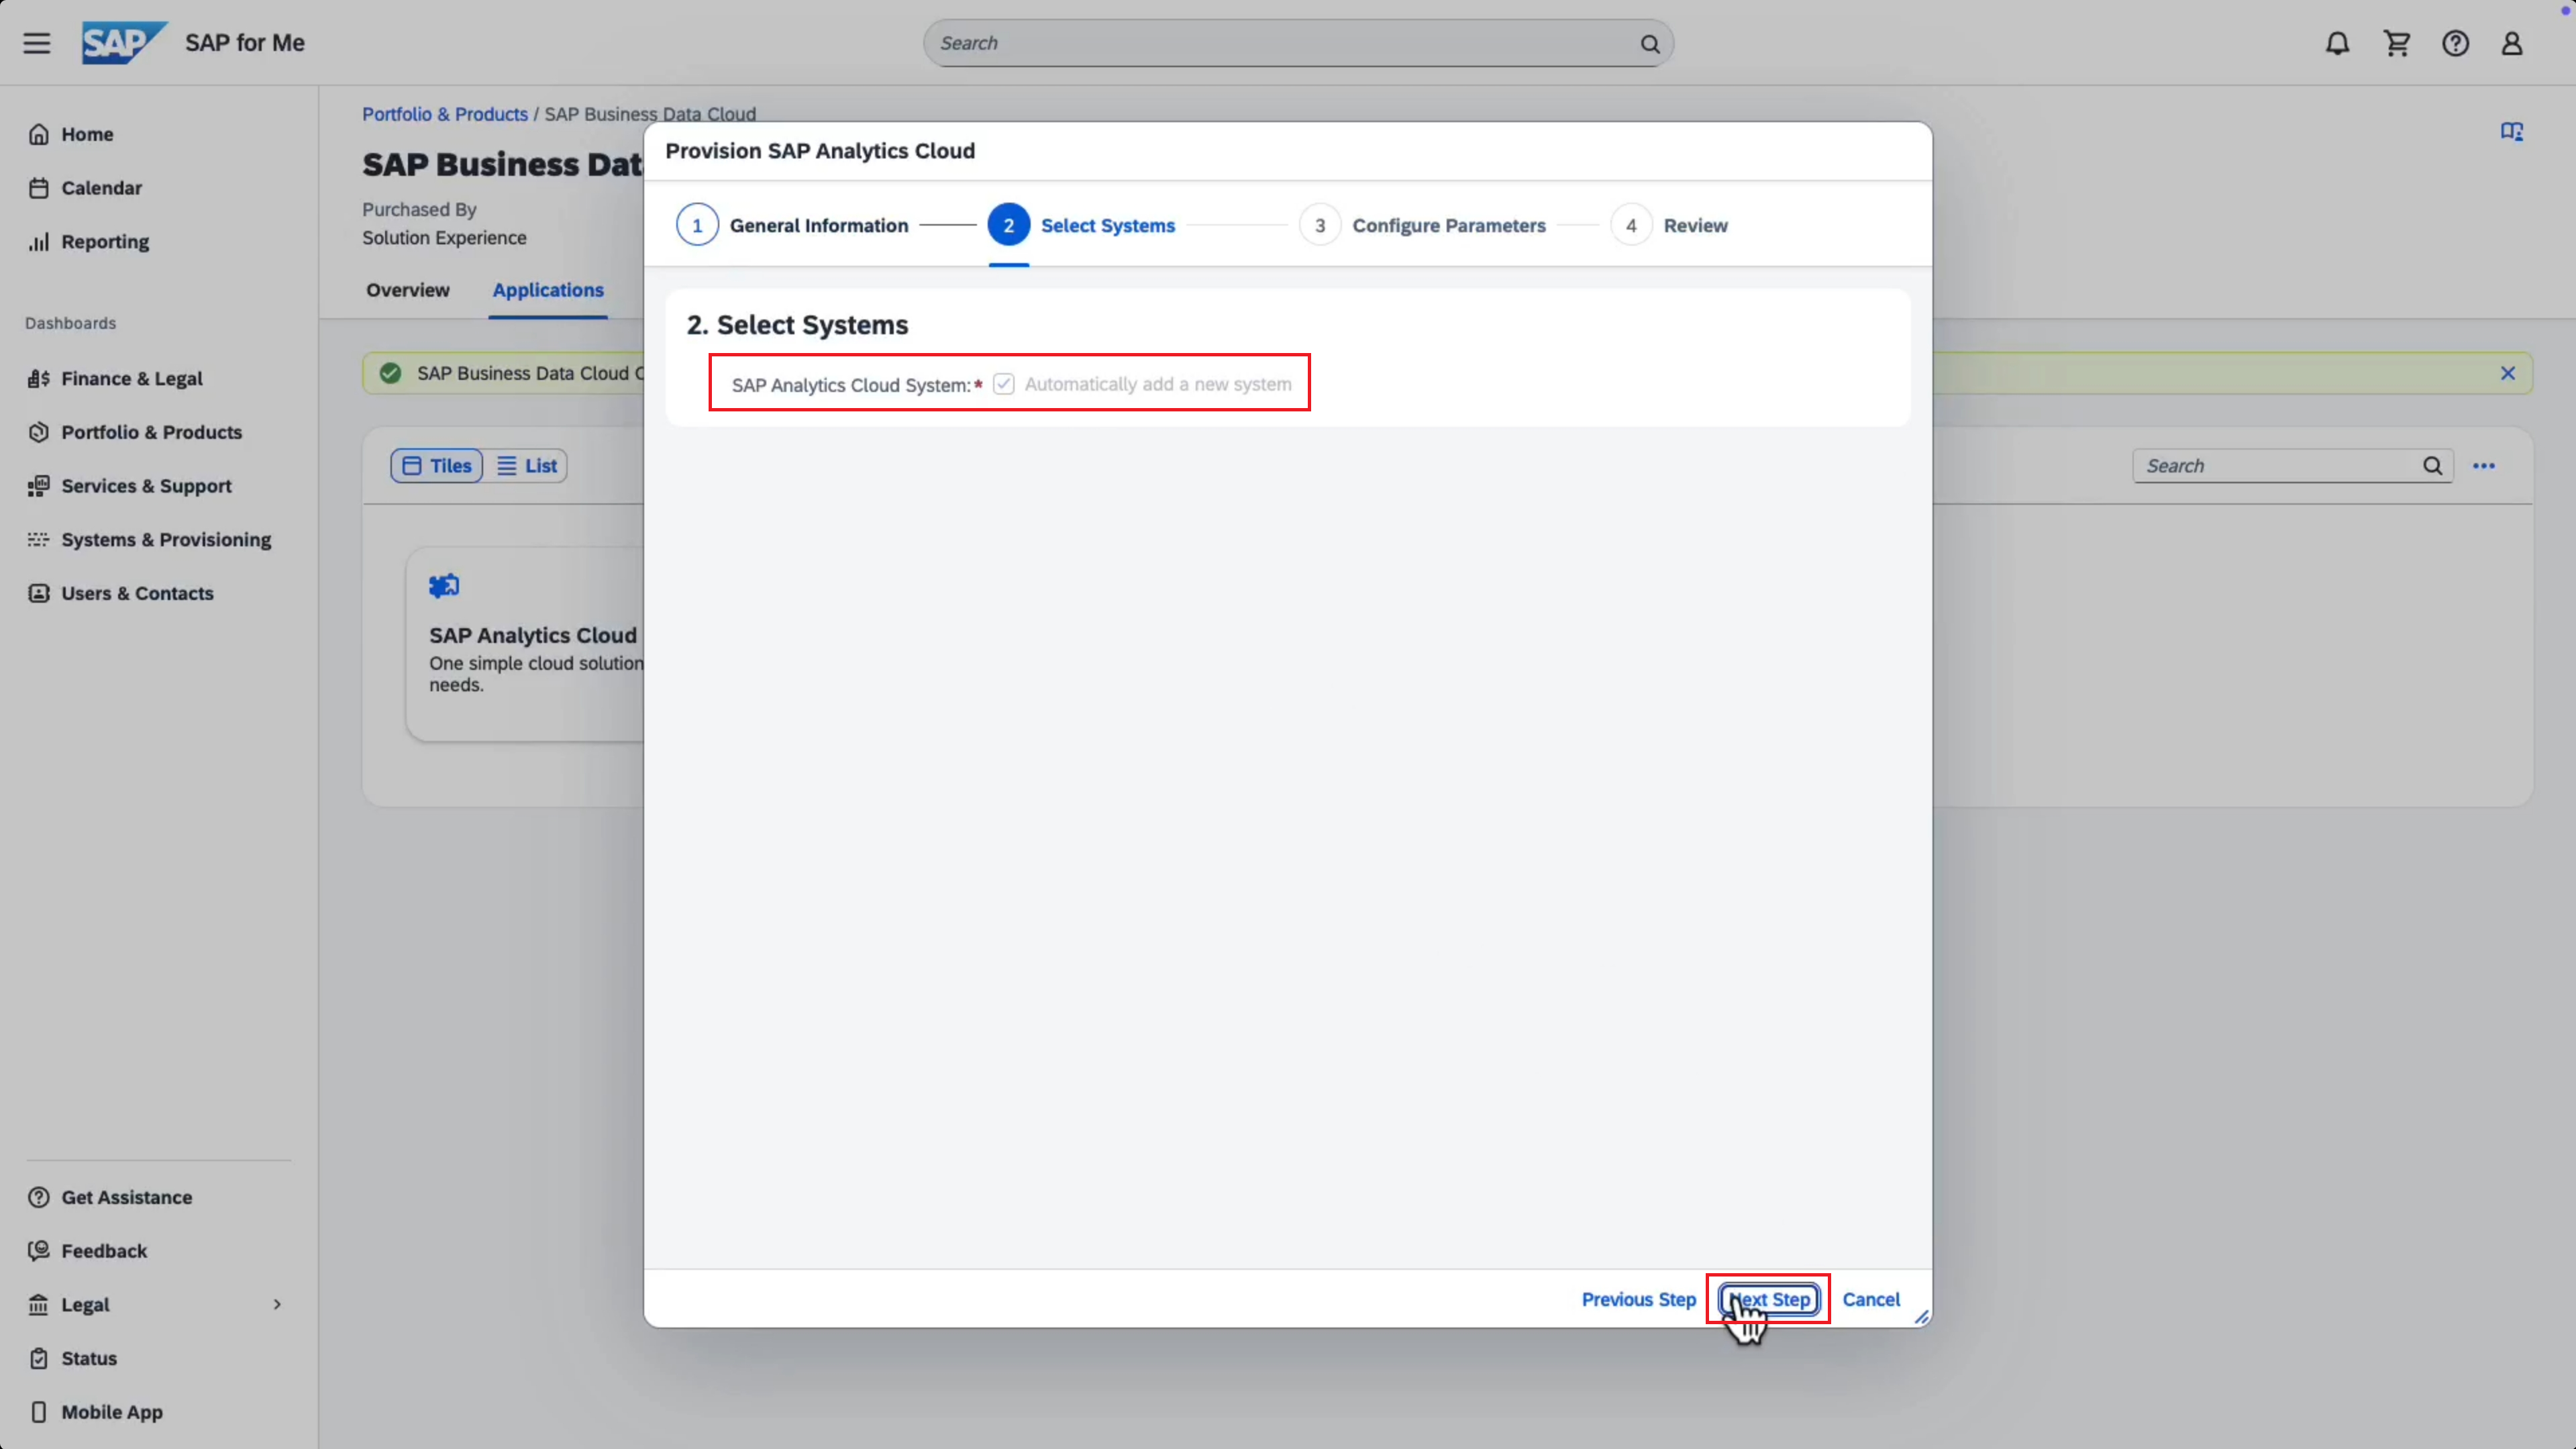 SAP SAP for Me
Search
Home
Calendar
Reporting
Dashboards
Finance & Legal
Portfolio & Products
Services & Support
Systems & Provisioning
Users & Contacts
Get Assistance
Feedback
Legal
Status
Mobile App
Portfolio & Products / SAP Business Data Cloud
SAP Business Dat
Purchased By
Solution Experience
Overview Applications
SAP Business Data Cloud C
Tiles List
Search
SAP Analytics Cloud
One simple cloud solution
needs.
Provision SAP Analytics Cloud
1 General Information 2 Select Systems 3 Configure Parameters 4 Review
2. Select Systems
SAP Analytics Cloud System:* Automatically add a new system
Previous Step Next Step Cancel